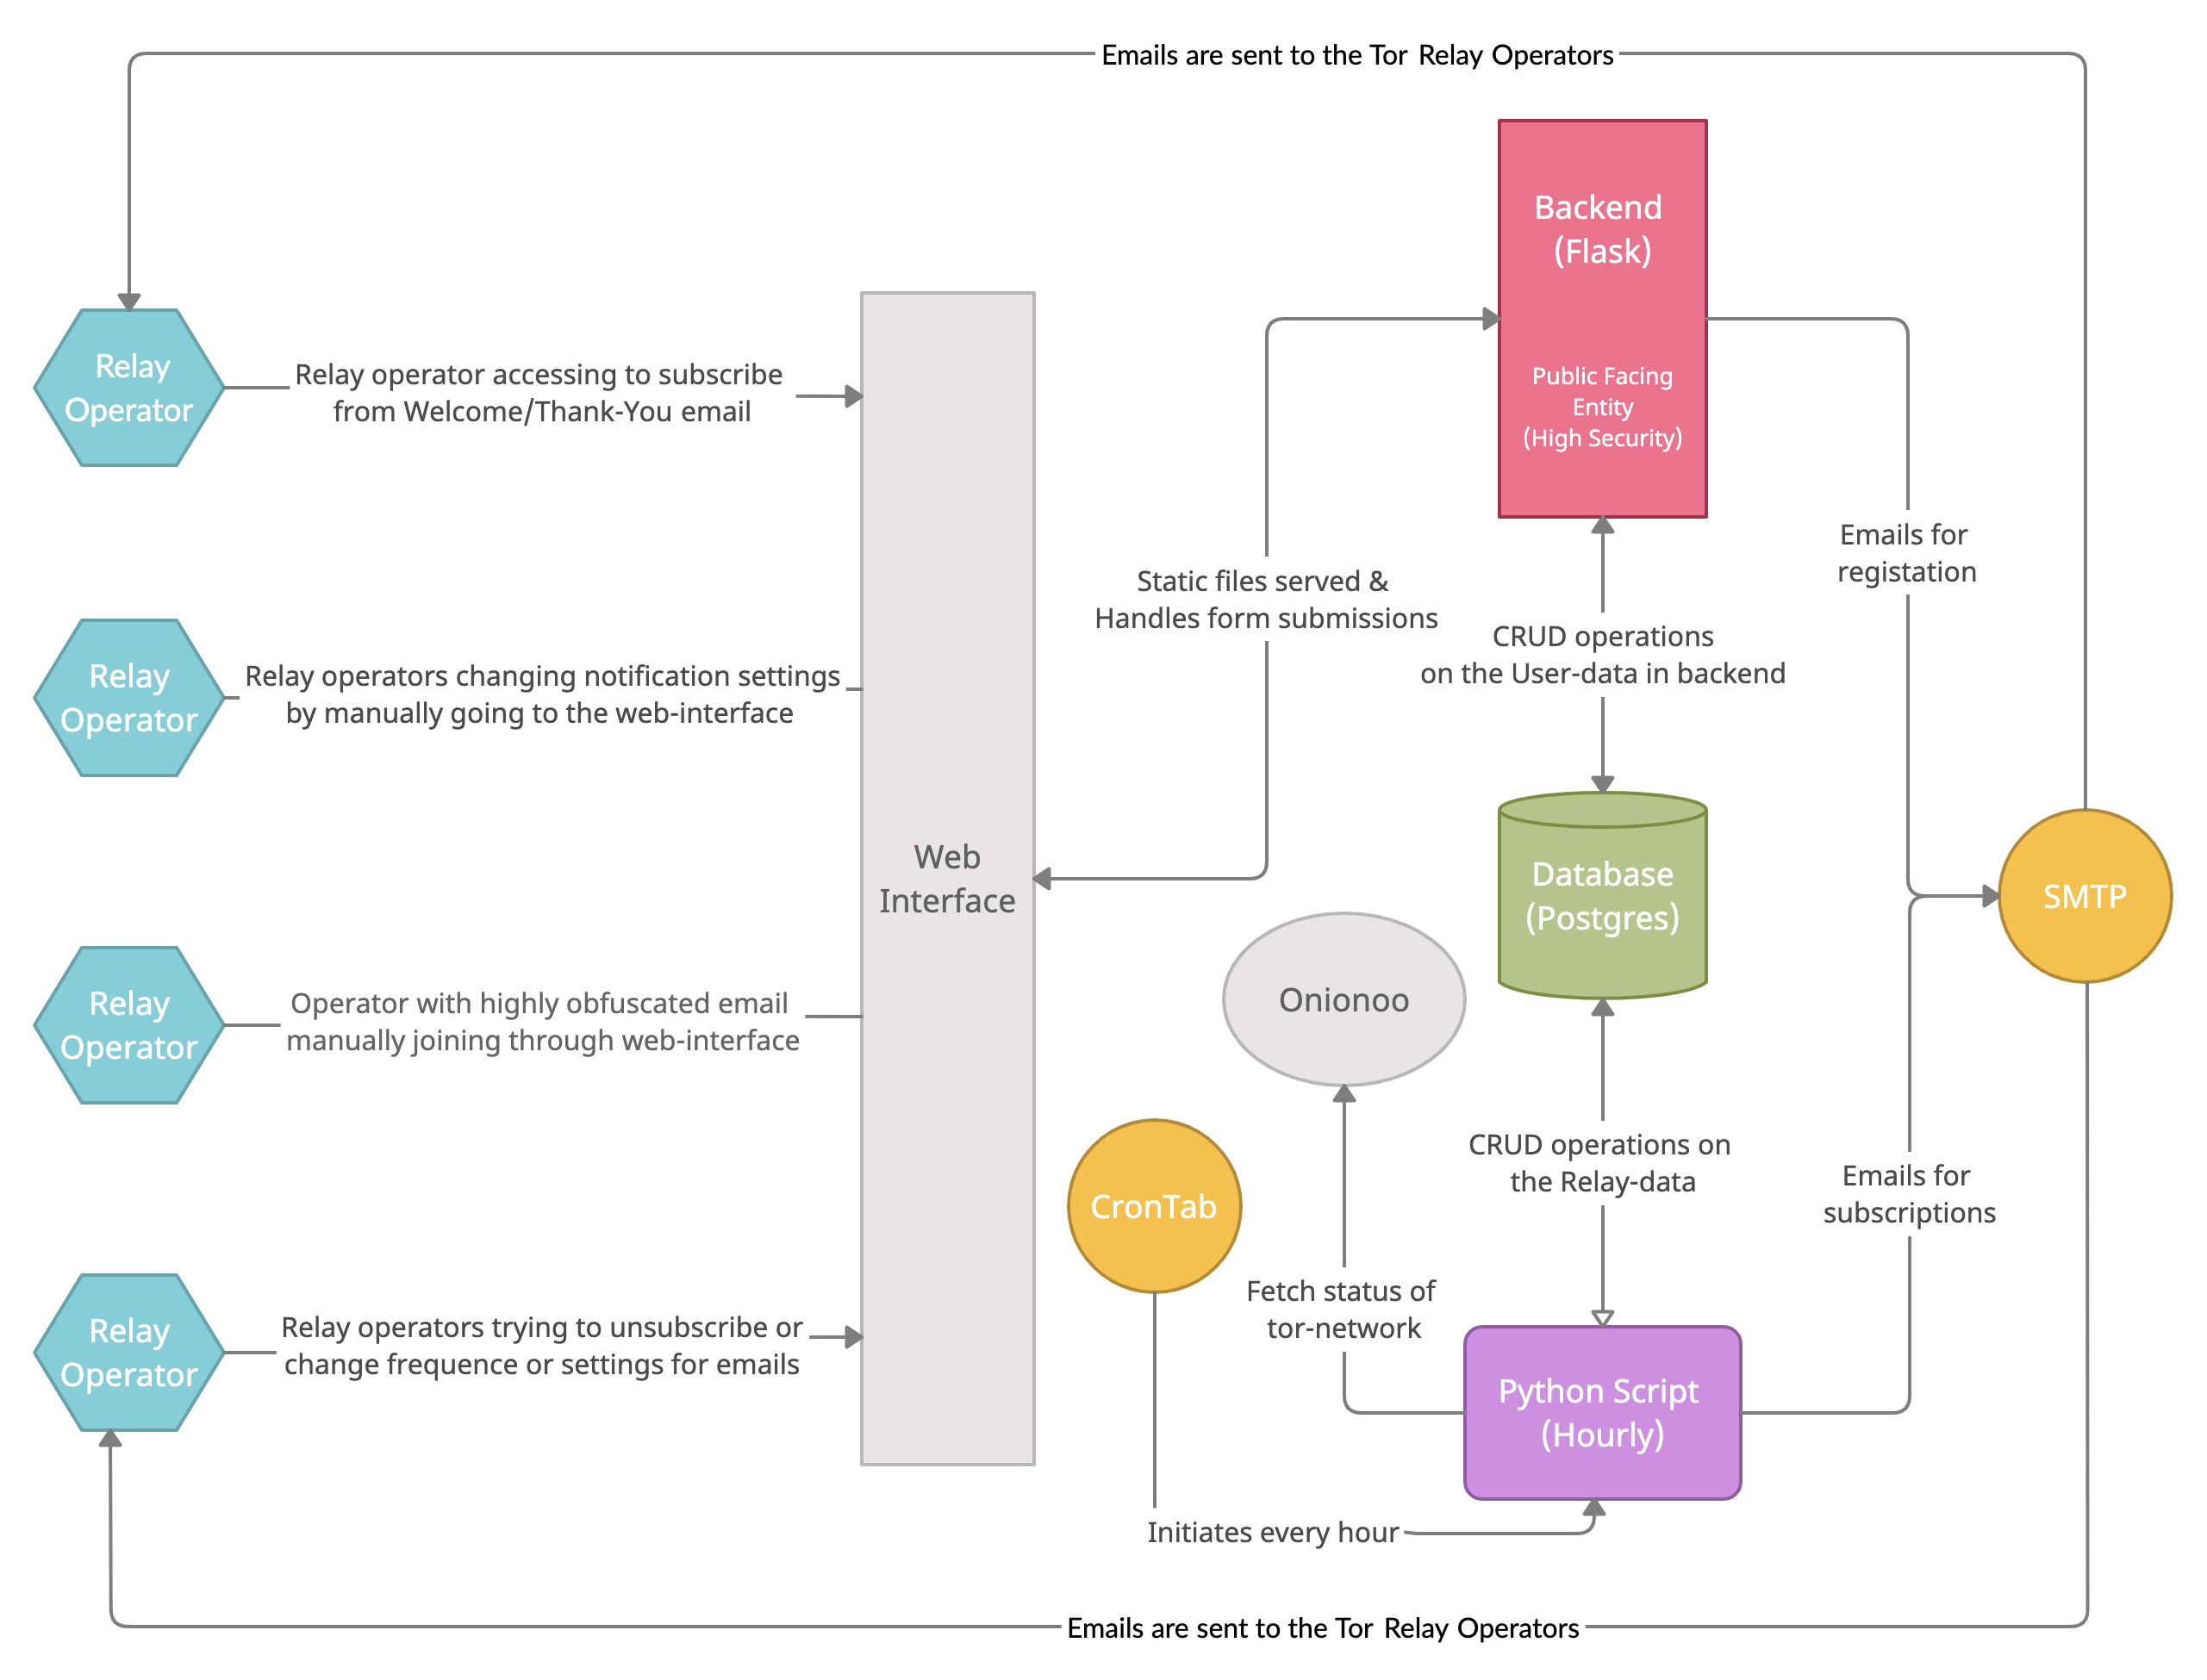 Emails are sent to the Tor Relay Operators
Backend
(Flask)
Public Facing
Entity
(High Security)
Relay
Operator
Relay operator accessing to subscribe
from Welcome/Thank-You email
Emails for
registation
Static files served &
Handles form submissions
CRUD operations
on the User-data in backend
Relay
Operator
Relay operators changing notification settings
by manually going to the web-interface
Web
Interface
Database
(Postgres)
SMTP
Onionoo
Relay
Operator
Operator with highly obfuscated email
manually joining through web-interface
CronTab
CRUD operations on
the Relay-data
Emails for
subscriptions
Fetch status of
tor-network
Relay
Operator
Relay operators trying to unsubscribe or
change frequence or settings for emails
Python Script
(Hourly)
Initiates every hour
Emails are sent to the Tor Relay Operators